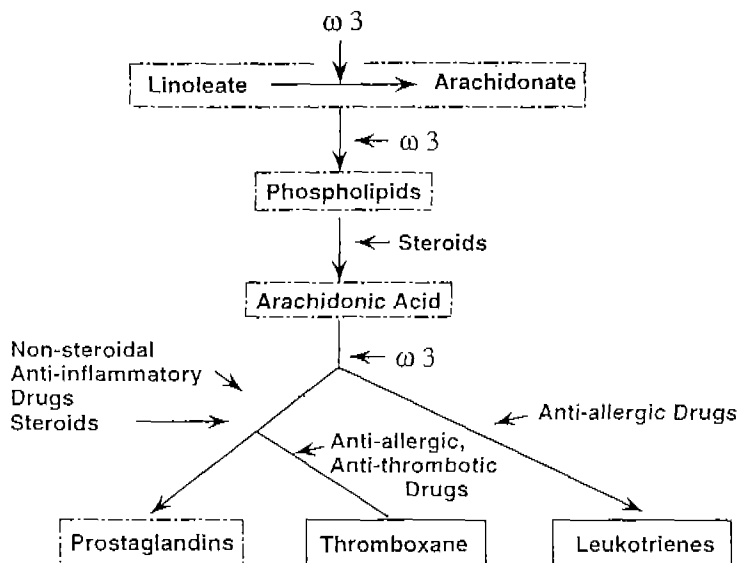 ω 3
Linoleate Arachidonate
ω 3
Phospholipids
Steroids
Arachidonic Acid
ω 3
Non-steroidal
Anti-inflammatory
Drugs
Steroids
Anti-allergic Drugs
Anti-allergic,
Anti-thrombotic
Drugs
Prostaglandins
Thromboxane
Leukotrienes